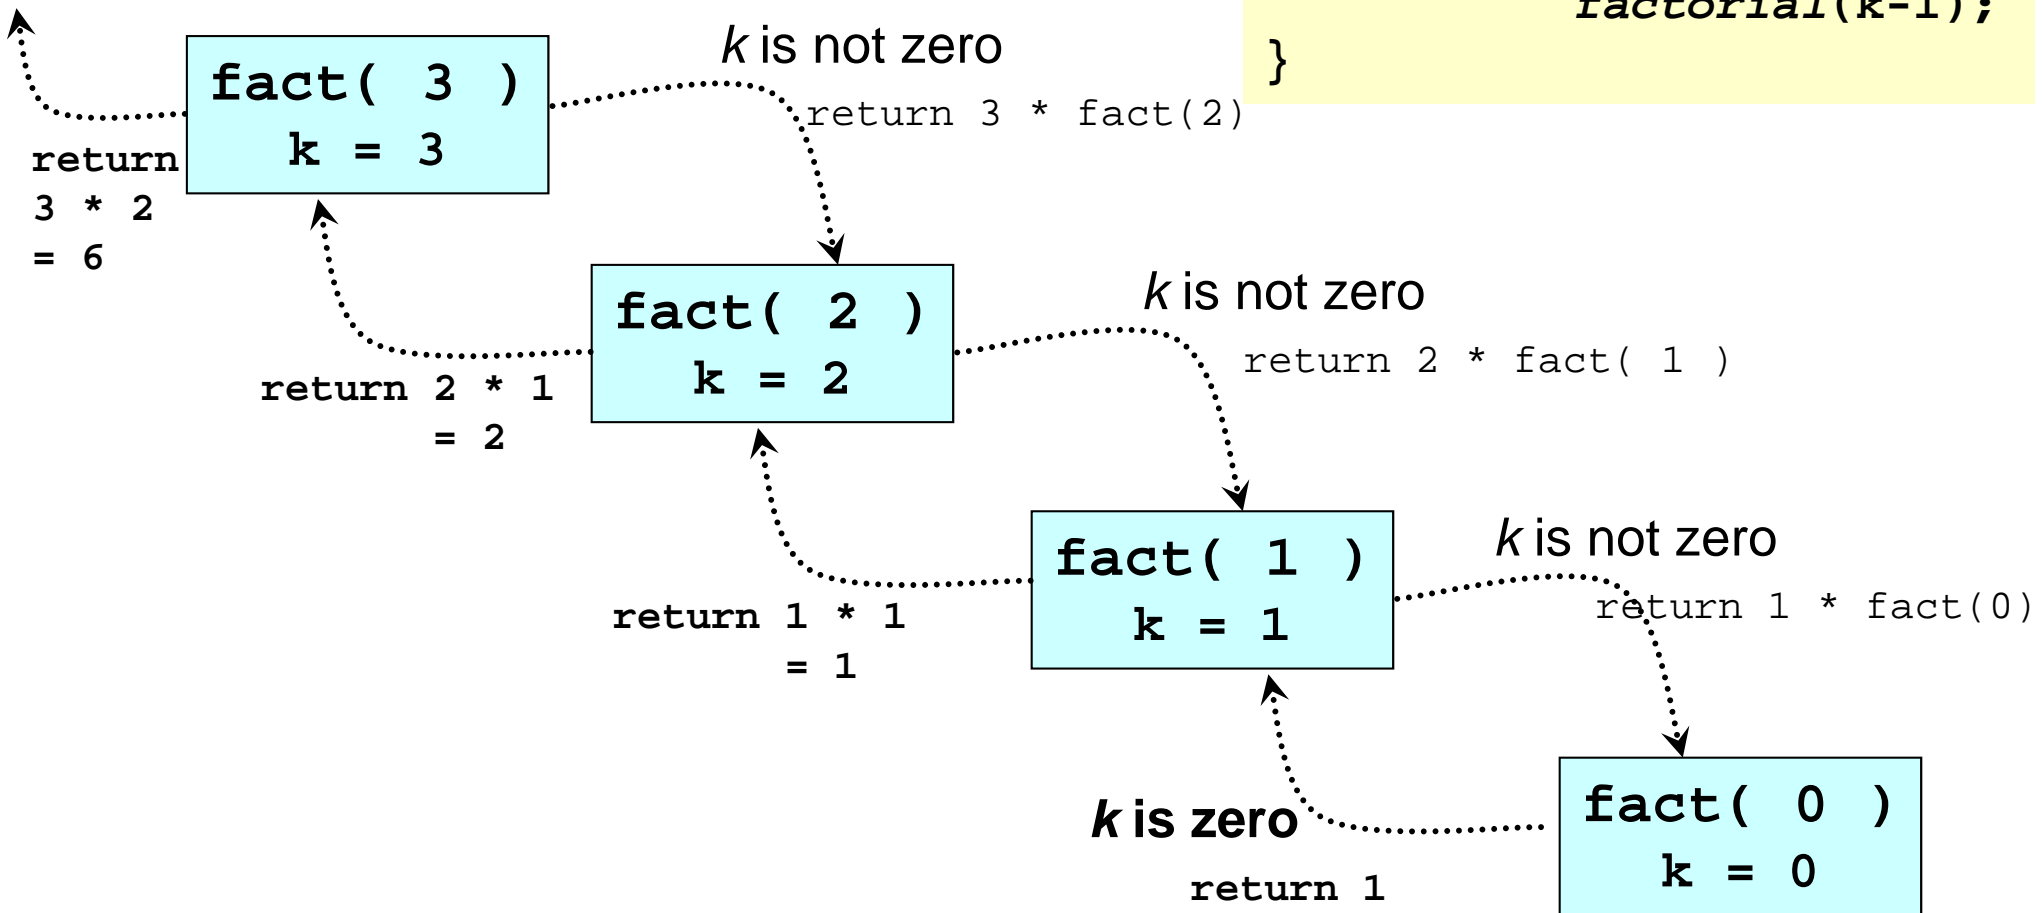 factorial(k-1);
}
fact( 3 )
k = 3
k is not zero
return 3 * fact(2)
return
3 * 2
= 6
fact( 2 )
k = 2
k is not zero
return 2 * fact( 1 )
return 2 * 1
= 2
fact( 1 )
k = 1
k is not zero
return 1 * fact(0)
return 1 * 1
= 1
fact( 0 )
k = 0
k is zero
return 1